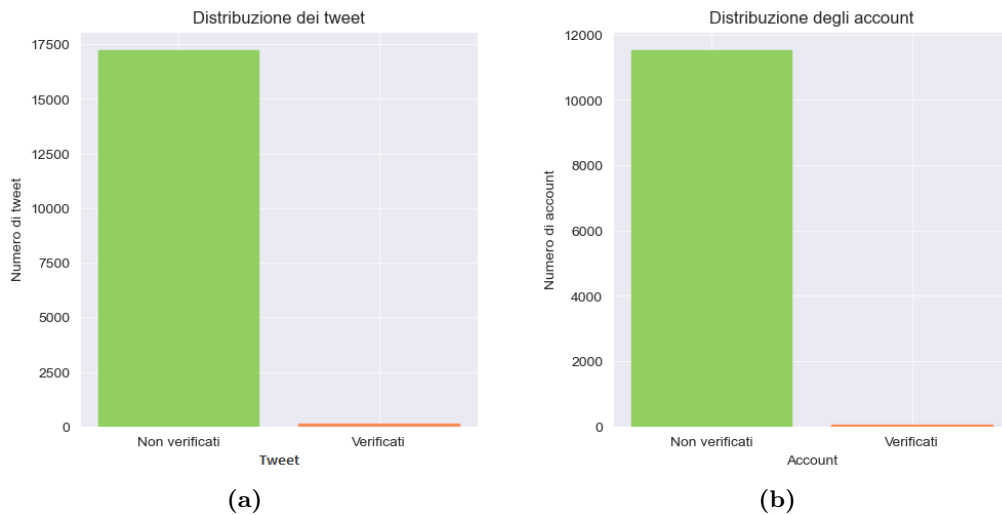 Distribuzione dei tweet
17500
15000
12500
10000
7500
5000
2500
0
Numero di tweet
Non verificati
Verificati
Tweet
(a)
Distribuzione degli account
12000
10000
8000
6000
4000
2000
0
Numero di account
Non verificati
Verificati
Account
(b)